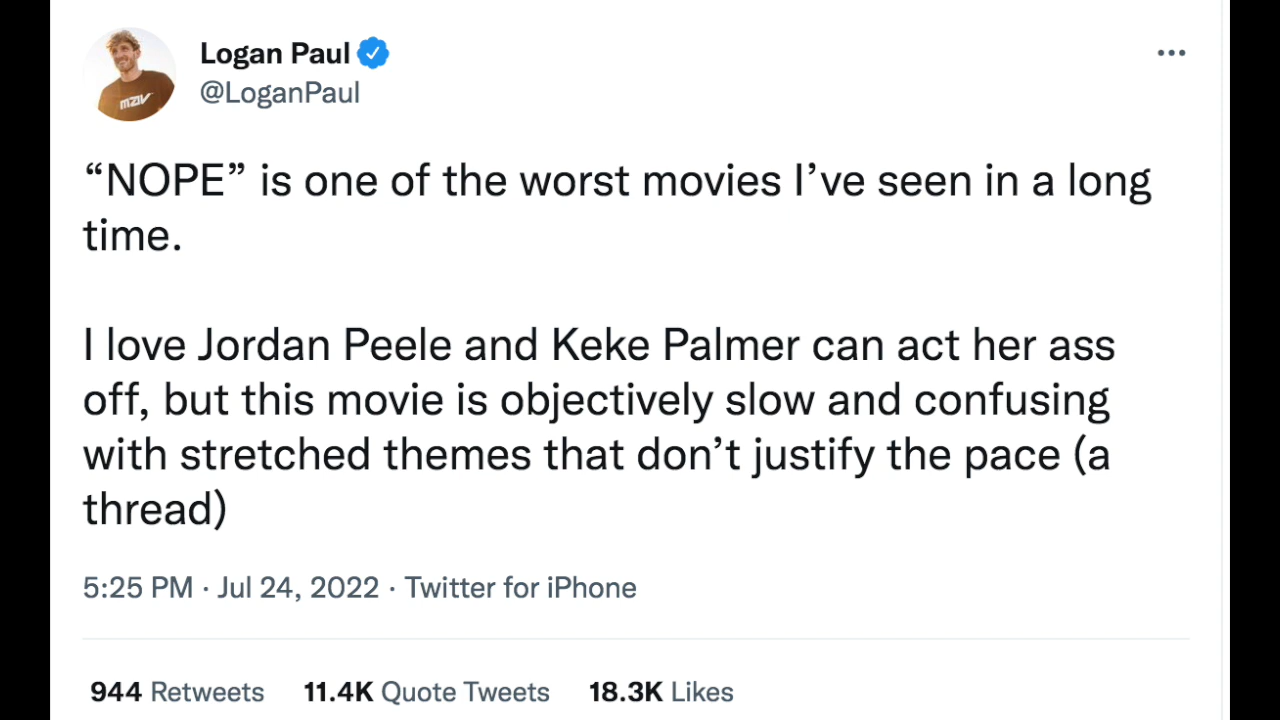 Logan Paul
@LoganPaul
MZIV
“NOPE” is one of the worst movies I’ve seen in a long
time.
I love Jordan Peele and Keke Palmer can act her ass
off, but this movie is objectively slow and confusing
with stretched themes that don’t justify the pace (a
thread)
5:25 PM · Jul 24, 2022 · Twitter for iPhone
944 Retweets 11.4K Quote Tweets 18.3K Likes